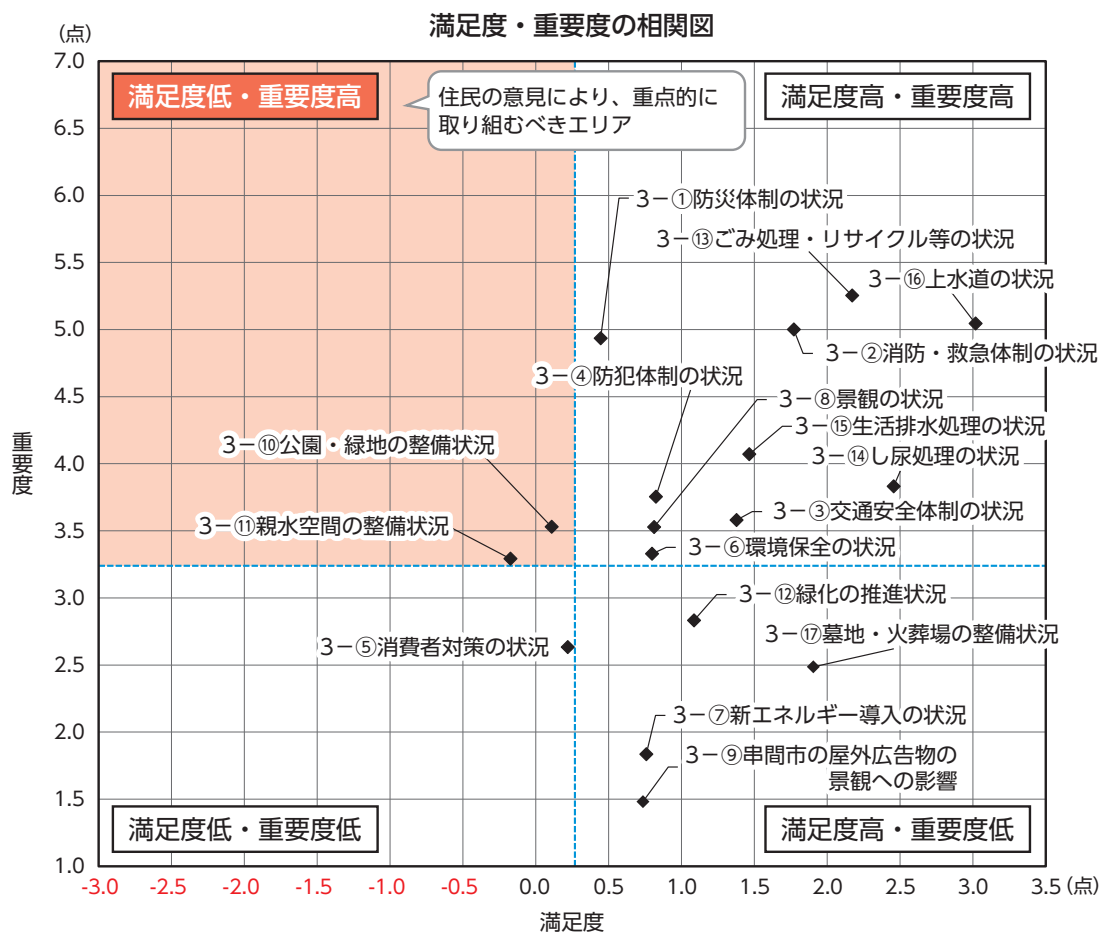 満足度・重要度の相関図
(点)
7.0
6.5
6.0
5.5
5.0
4.5
4.0
3.5
3.0
2.5
2.0
1.5
1.0
重要度
満足度低・重要度高
住民の意見により、重点的に
取り組むべきエリア
満足度高・重要度高
3－①防災体制の状況
3－⑬ごみ処理・リサイクル等の状況
3－⑯上水道の状況
3－②消防・救急体制の状況
3－④防犯体制の状況
3－⑧景観の状況
3－⑮生活排水処理の状況
3－⑩公園・緑地の整備状況
3－⑭し尿処理の状況
3－③交通安全体制の状況
3－⑪親水空間の整備状況
3－⑥環境保全の状況
3－⑫緑化の推進状況
3－⑰墓地・火葬場の整備状況
3－⑤消費者対策の状況
3－⑦新エネルギー導入の状況
3－⑨串間市の屋外広告物の
景観への影響
満足度低・重要度低
満足度高・重要度低
-3.0 -2.5 -2.0 -1.5 -1.0 -0.5 0.0 0.5 1.0 1.5 2.0 2.5 3.0 3.5 (点)
満足度